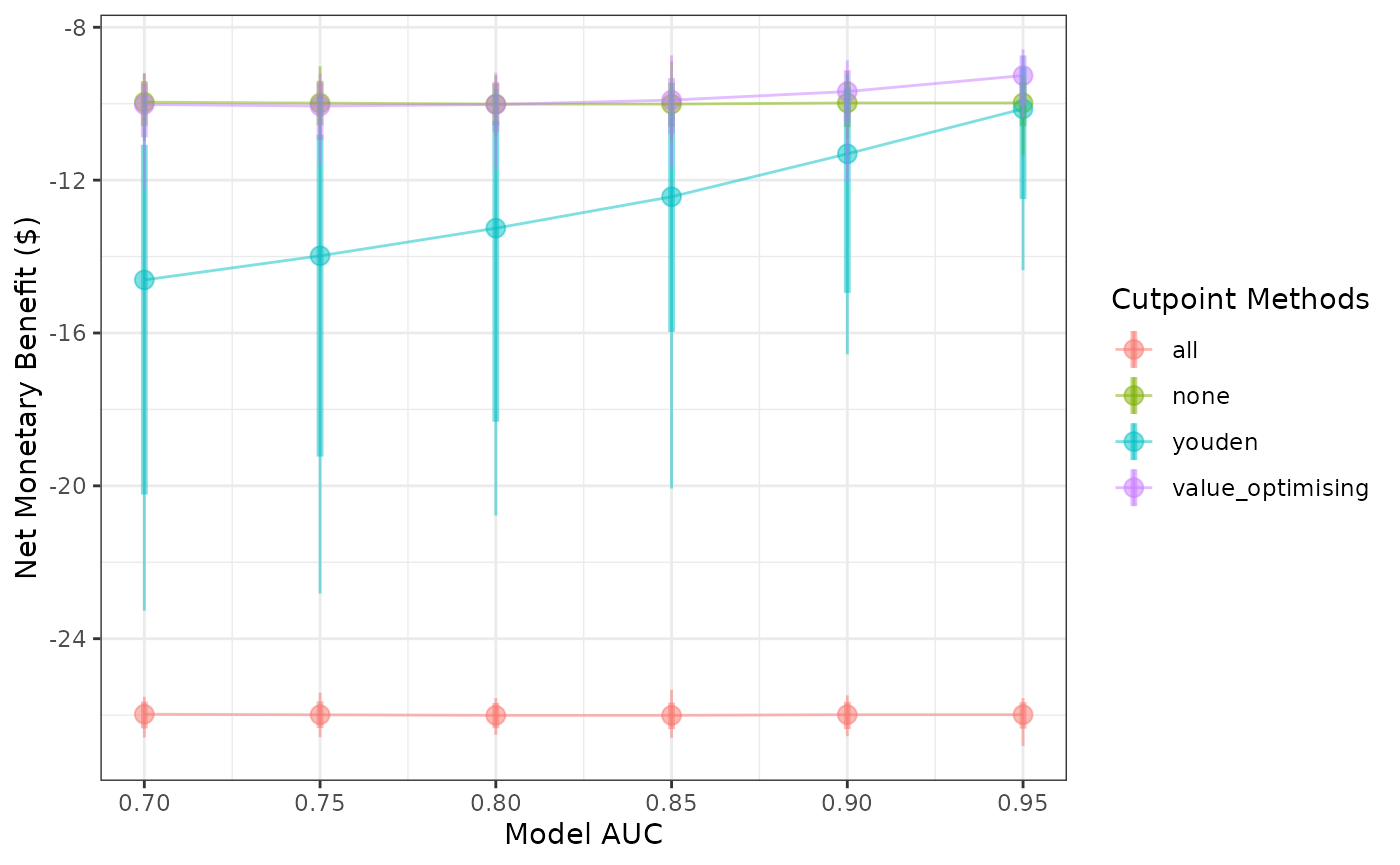 -8
-12
-16
-20
-24
Net Monetary Benefit ($)
0.70 0.75 0.80 0.85 0.90 0.95
Model AUC
Cutpoint Methods
all
none
youden
value_optimising